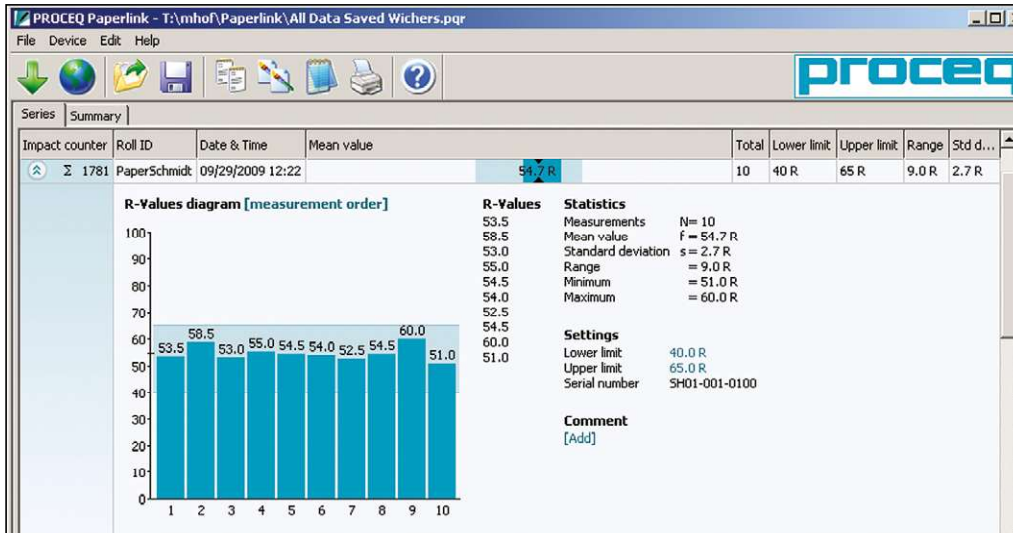 PROCEQ Paperlink - T:\mhof\Paperlink\All Data Saved Wichers.pqr
File Device Edit Help
proceq
Series Summary
Impact counter Roll ID Date & Time Mean value Total Lower limit Upper limit Range Std d...
Σ 1781 PaperSchmidt 09/29/2009 12:22 54.7 R 10 40 R 65 R 9.0 R 2.7 R
R-Values diagram [measurement order]
100
90
80
70
60
50
40
30
20
10
0
53.5 58.5 53.0 55.0 54.5 54.0 52.5 54.5 60.0 51.0
1 2 3 4 5 6 7 8 9 10
R-Values
53.5
58.5
53.0
55.0
54.5
54.0
52.5
54.5
60.0
51.0
Statistics
Measurements N= 10
Mean value r̄ = 54.7 R
Standard deviation s = 2.7 R
Range = 9.0 R
Minimum = 51.0 R
Maximum = 60.0 R
Settings
Lower limit 40.0 R
Upper limit 65.0 R
Serial number SH01-001-0100
Comment
[Add]